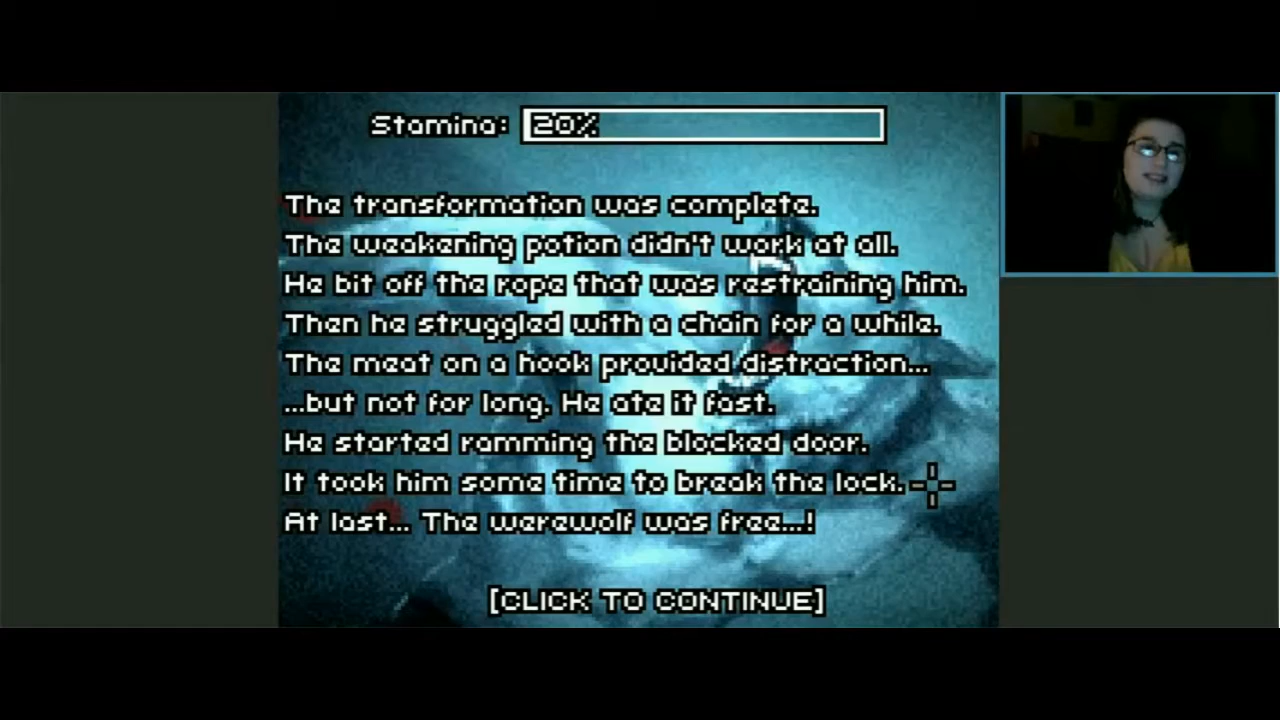 Stamina: 20%
The transformation was complete.
The weakening potion didn't work at all.
He bit off the rope that was restraining him.
Then he struggled with a chain for a while.
The meat on a hook provided distraction...
...but not for long. He ate it fast.
He started ramming the blocked door.
It took him some time to break the lock.
At last... The werewolf was free...!
[CLICK TO CONTINUE]